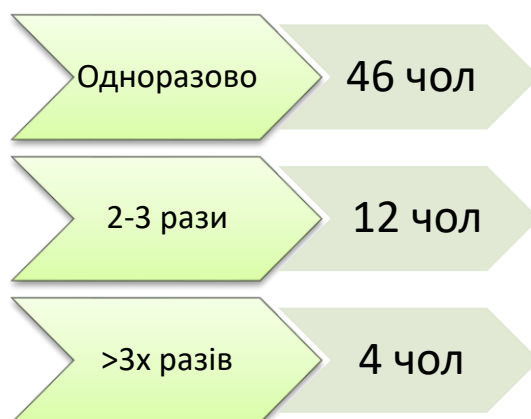 Одноразово
46 чол
2-3 рази
12 чол
>3х разів
4 чол